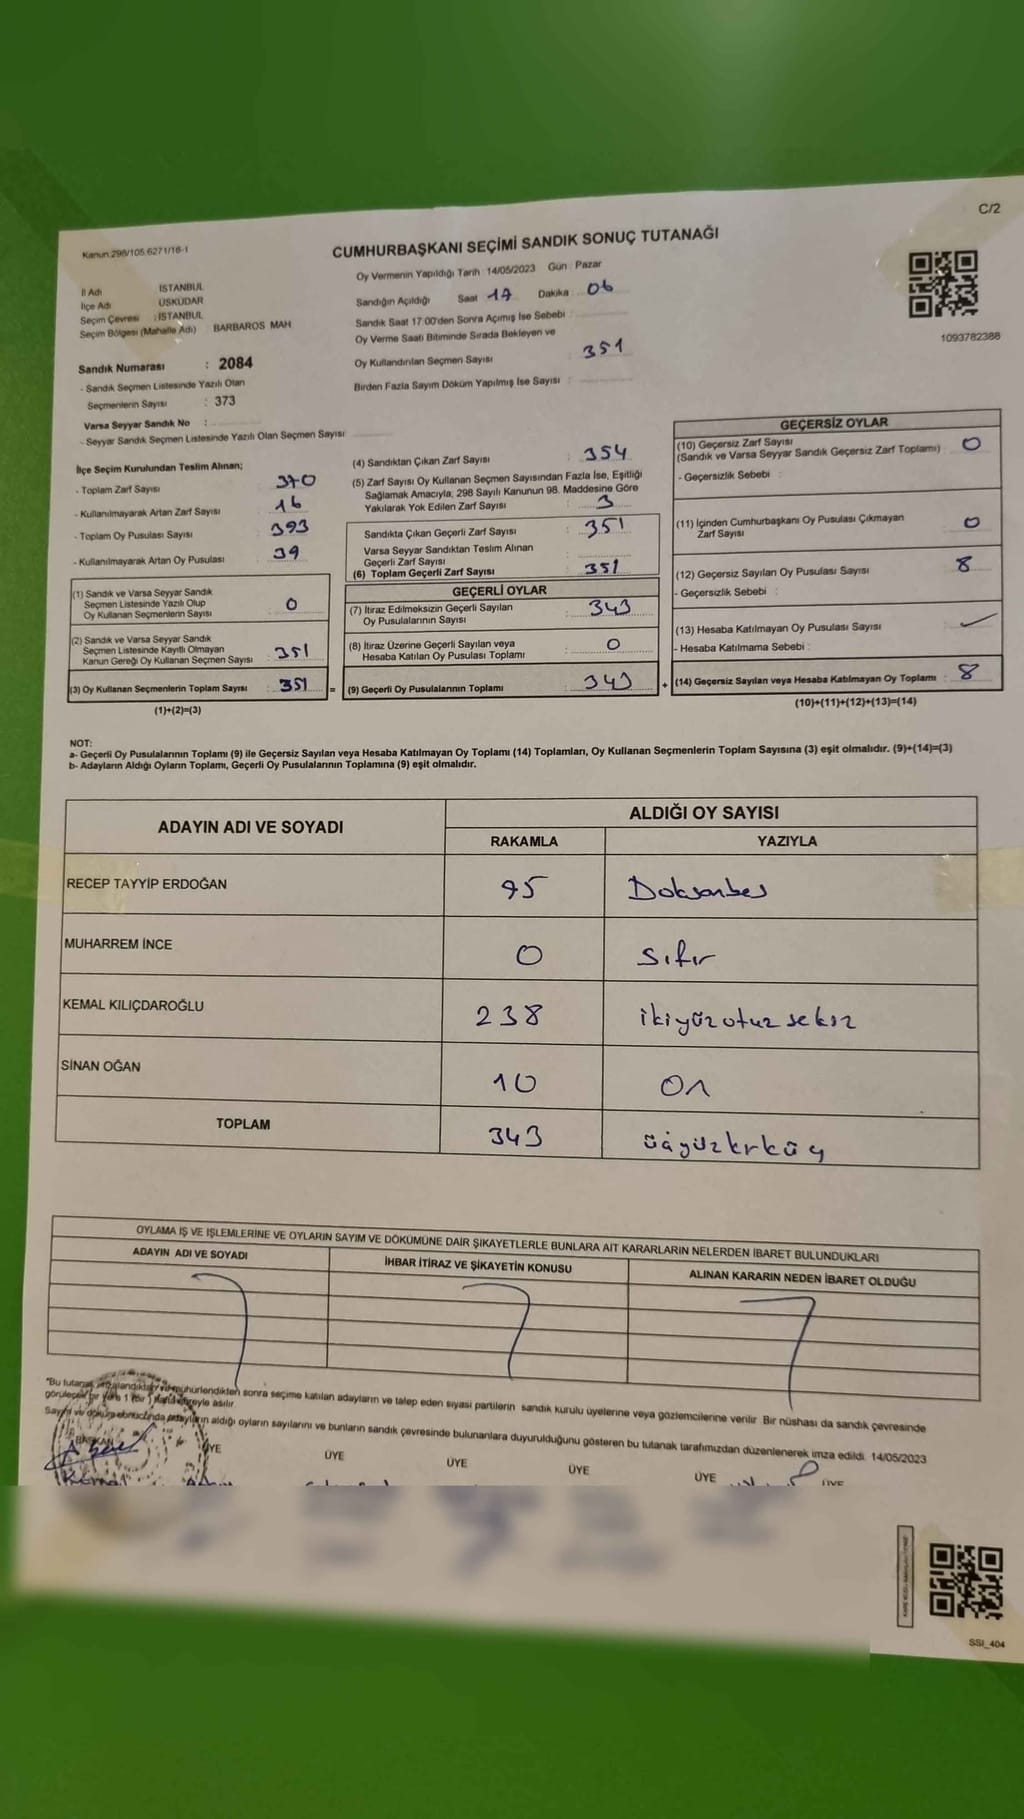 C/2
Kanun:298/105.6271/16-1
CUMHURBAŞKANI SEÇİMİ SANDIK SONUÇ TUTANAĞI
İl Adı İSTANBUL
İlçe Adı ÜSKÜDAR
Seçim Çevresi : İSTANBUL
Seçim Bölgesi (Mahalle Adı) BARBAROS MAH
Oy Vermenin Yapıldığı Tarih 14/05/2023 Gün : Pazar
Sandığın Açıldığı Saat 17 Dakika 06
Sandık Saat 17:00'den Sonra Açımış İse Sebebi :
Oy Verme Saati Bitiminde Sırada Bekleyen ve
Oy Kullandırılan Seçmen Sayısı : 351
Birden Fazla Sayım Döküm Yapılmış İse Sayısı :
1093782388
Sandık Numarası : 2084
- Sandık Seçmen Listesinde Yazılı Olan
Seçmenlerin Sayısı : 373
Varsa Seyyar Sandık No :
- Seyyar Sandık Seçmen Listesinde Yazılı Olan Seçmen Sayısı
İlçe Seçim Kurulundan Teslim Alınan;
- Toplam Zarf Sayısı 370
- Kullanılmayarak Artan Zarf Sayısı 16
- Toplam Oy Pusulası Sayısı 393
- Kullanılmayarak Artan Oy Pusulası 39
(1) Sandık ve Varsa Seyyar Sandık
Seçmen Listesinde Yazılı Olup
Oy Kullanan Seçmenlerin Sayısı 0
(2) Sandık ve Varsa Seyyar Sandık
Seçmen Listesinde Kayıtlı Olmayan
Kanun Gereği Oy Kullanan Seçmen Sayısı 351
(3) Oy Kullanan Seçmenlerin Toplam Sayısı : 351 =
(1)+(2)=(3)
(4) Sandıktan Çıkan Zarf Sayısı : 354
(5) Zarf Sayısı Oy Kullanan Seçmen Sayısından Fazla İse, Eşitliği
Sağlamak Amacıyla, 298 Sayılı Kanunun 98. Maddesine Göre
Yakılarak Yok Edilen Zarf Sayısı : 3
Sandıkta Çıkan Geçerli Zarf Sayısı : 351
Varsa Seyyar Sandıktan Teslim Alınan
Geçerli Zarf Sayısı :
(6) Toplam Geçerli Zarf Sayısı : 351
GEÇERLİ OYLAR
(7) İtiraz Edilmeksizin Geçerli Sayılan
Oy Pusulalarının Sayısı : 343
(8) İtiraz Üzerine Geçerli Sayılan veya
Hesaba Katılan Oy Pusulası Toplamı : 0
(9) Geçerli Oy Pusulalarının Toplamı : 343 +
GEÇERSİZ OYLAR
(10) Geçersiz Zarf Sayısı
(Sandık ve Varsa Seyyar Sandık Geçersiz Zarf Toplamı) : 0
- Geçersizlik Sebebi :
(11) İçinden Cumhurbaşkanı Oy Pusulası Çıkmayan
Zarf Sayısı : 0
(12) Geçersiz Sayılan Oy Pusulası Sayısı : 8
- Geçersizlik Sebebi :
(13) Hesaba Katılmayan Oy Pusulası Sayısı :
- Hesaba Katılmama Sebebi :
(14) Geçersiz Sayılan veya Hesaba Katılmayan Oy Toplamı : 8
(10)+(11)+(12)+(13)=(14)
NOT:
a- Geçerli Oy Pusulalarının Toplamı (9) ile Geçersiz Sayılan veya Hesaba Katılmayan Oy Toplamı (14) Toplamları, Oy Kullanan Seçmenlerin Toplam Sayısına (3) eşit olmalıdır. (9)+(14)=(3)
b- Adayların Aldığı Oyların Toplamı, Geçerli Oy Pusulalarının Toplamına (9) eşit olmalıdır.
ADAYIN ADI VE SOYADI ALDIĞI OY SAYISI
RAKAMLA YAZIYLA
RECEP TAYYİP ERDOĞAN 95 Doksanbeş
MUHARREM İNCE 0 sıfır
KEMAL KILIÇDAROĞLU 238 ikiyüzotuzsekiz
SİNAN OĞAN 10 On
TOPLAM 343 üçyüzkırküç
OYLAMA İŞ VE İŞLEMLERİNE VE OYLARIN SAYIM VE DÖKÜMÜNE DAİR ŞİKAYETLERLE BUNLARA AİT KARARLARIN NELERDEN İBARET BULUNDUKLARI
ADAYIN ADI VE SOYADI İHBAR İTİRAZ VE ŞİKAYETİN KONUSU ALINAN KARARIN NEDEN İBARET OLDUĞU
"Bu tutanak mühürlendikten sonra seçime katılan adayların ve talep eden siyasi partilerin sandık kurulu üyelerine veya gözlemcilerine verilir. Bir nüshası da sandık çevresinde
görülecek bir yere 1 (bir) asılır.
Sayım ve döküm sonucunda adayların aldığı oyların sayılarını ve bunların sandık çevresinde bulunanlara duyurulduğunu gösteren bu tutanak tarafımızdan düzenlenerek imza edildi. 14/05/2023
BAŞKAN ÜYE ÜYE ÜYE ÜYE ÜYE ÜYE
SSI_404